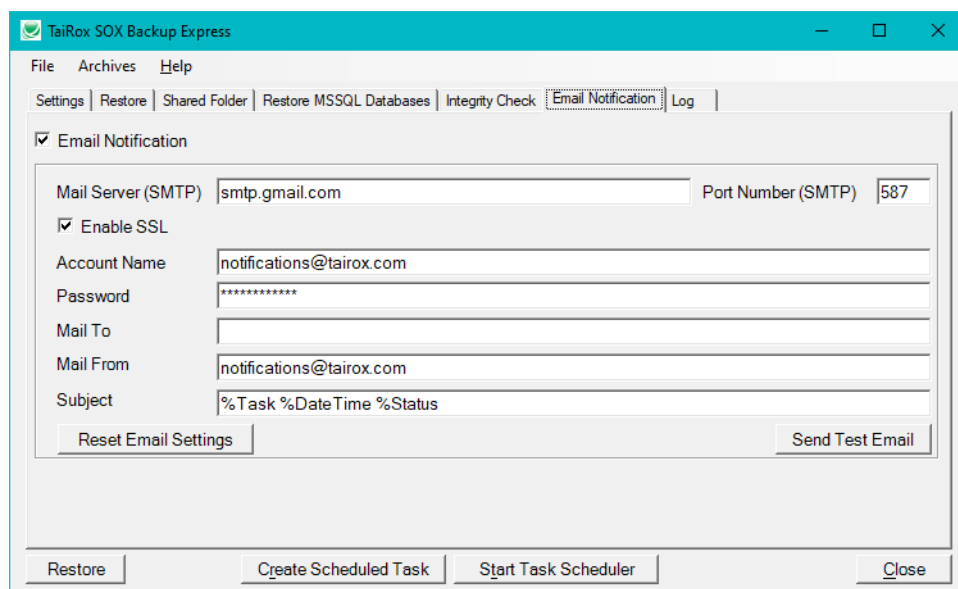 TaiRox SOX Backup Express
File Archives Help
Settings Restore Shared Folder Restore MSSQL Databases Integrity Check Email Notification Log
Email Notification
Mail Server (SMTP) smtp.gmail.com Port Number (SMTP) 587
Enable SSL
Account Name notifications@tairox.com
Password ************
Mail To
Mail From notifications@tairox.com
Subject %Task %DateTime %Status
Reset Email Settings Send Test Email
Restore Create Scheduled Task Start Task Scheduler Close